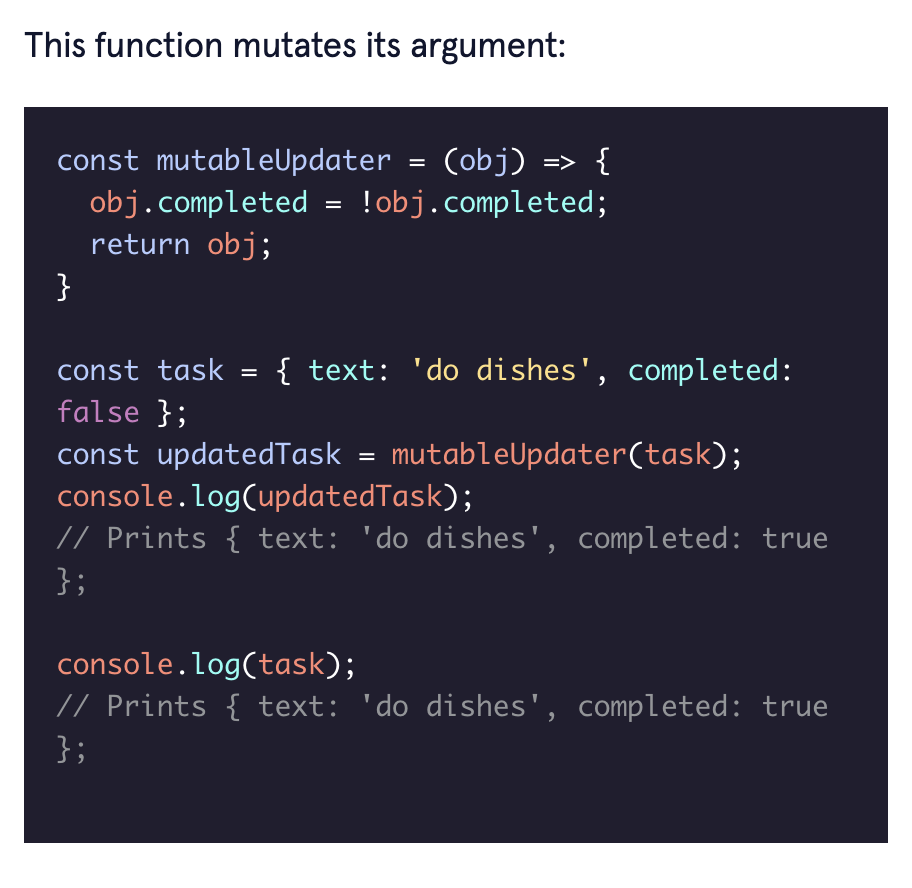 This function mutates its argument:
const mutableUpdater = (obj) => {
  obj.completed = !obj.completed;
  return obj;
}
const task = { text: 'do dishes', completed:
false };
const updatedTask = mutableUpdater(task);
console.log(updatedTask);
// Prints { text: 'do dishes', completed: true
};
console.log(task);
// Prints { text: 'do dishes', completed: true
};